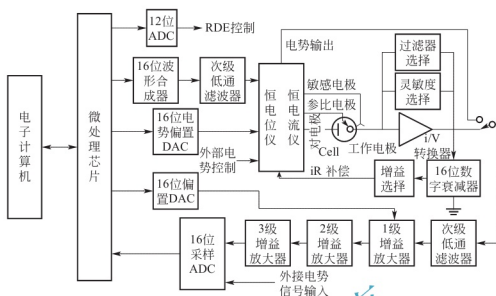 12位
ADC
RDE控制
电势输出
过滤器
选择
16位波
形合
成器
次级
低通
滤波器
恒电位仪
恒电流仪
敏感电极
参比电极
对电极
灵敏度
选择
电子计算机
微处理芯片
16位电
势偏置
DAC
外部电
势控制
Cell
工作电极
i/V
转换器
iR 补偿
增益
选择
16位数
字衰减器
16位偏
置DAC
16位
采样
ADC
3级
增益
放大器
2级
增益
放大器
1级
增益
放大器
次级
低通
滤波器
外接电势
信号输入